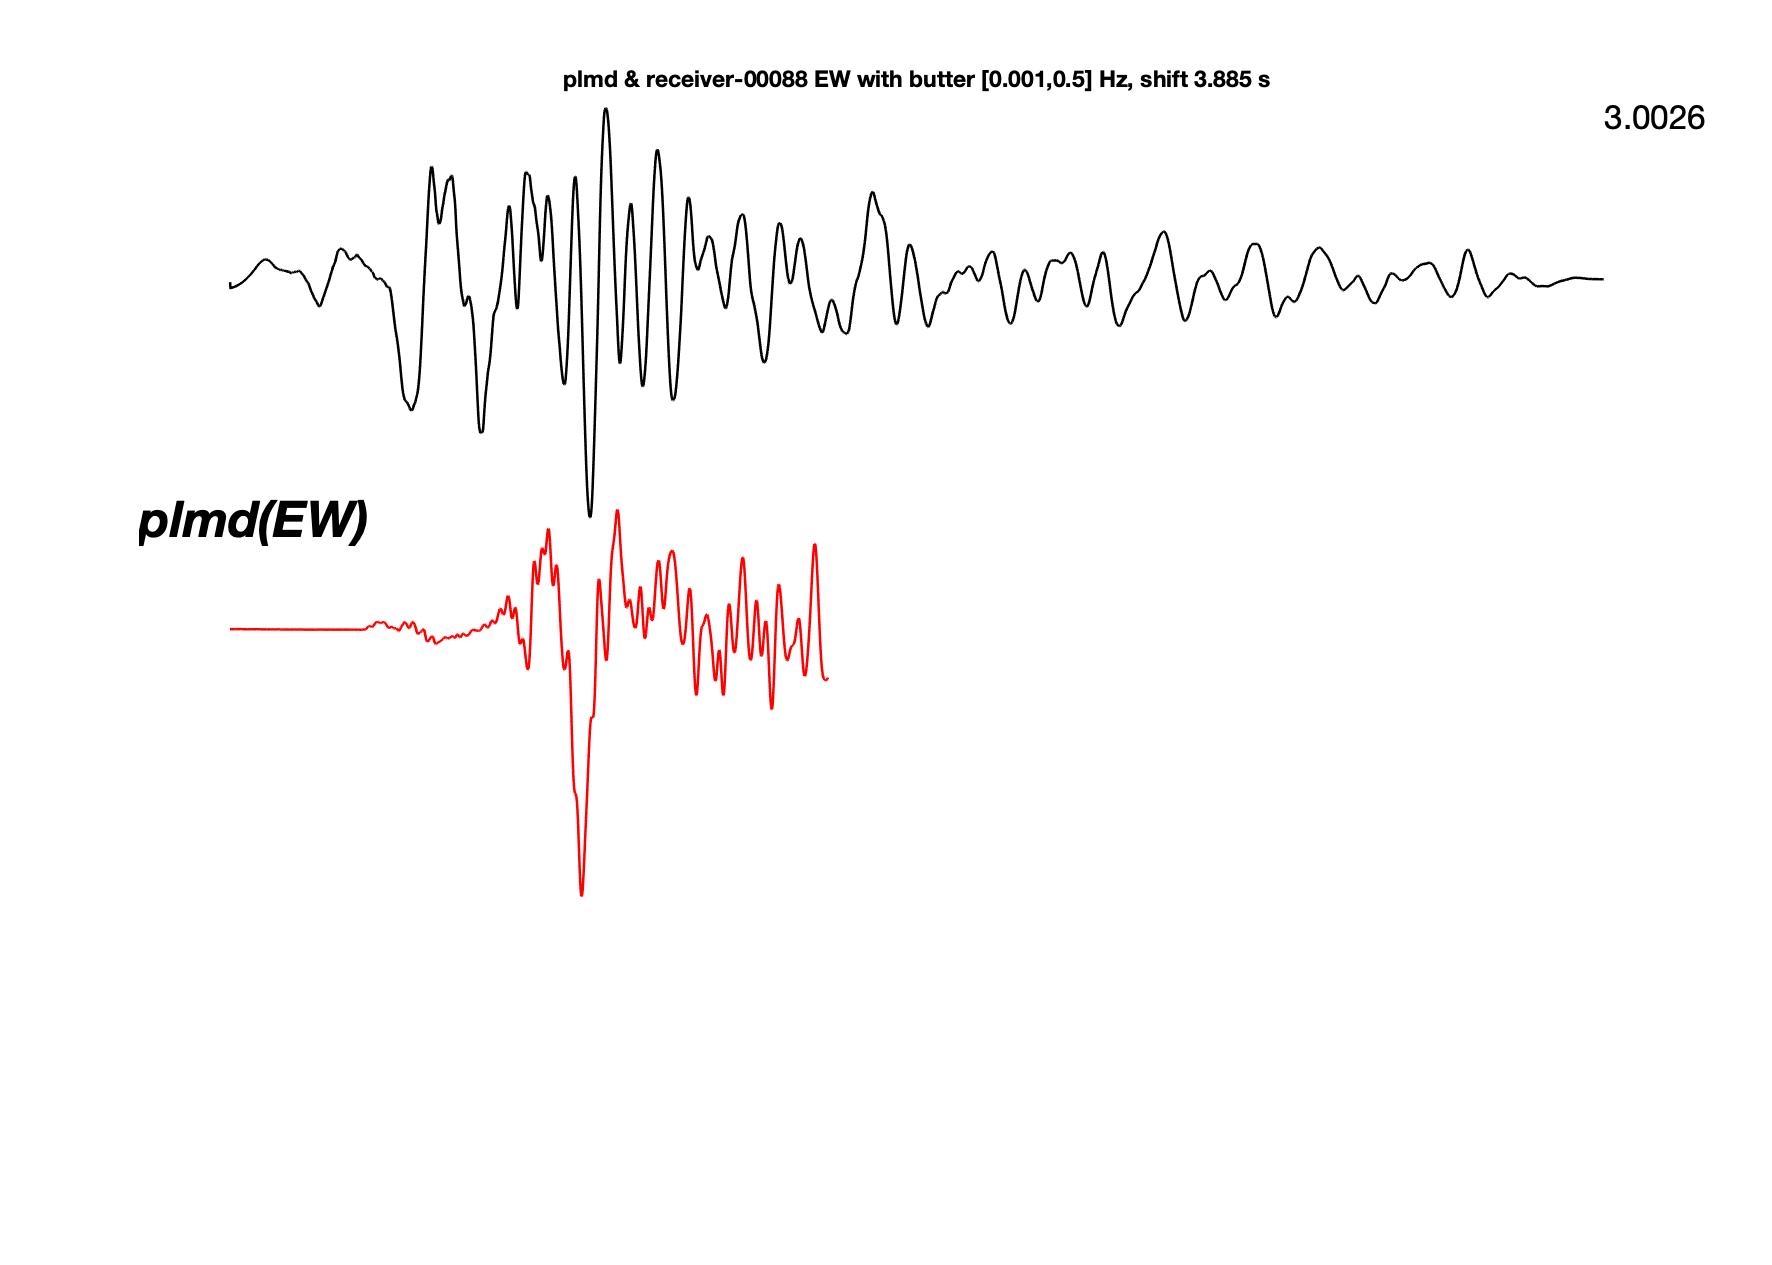 plmd & receiver-00088 EW with butter [0.001,0.5] Hz, shift 3.885 s
3.0026
plmd(EW)